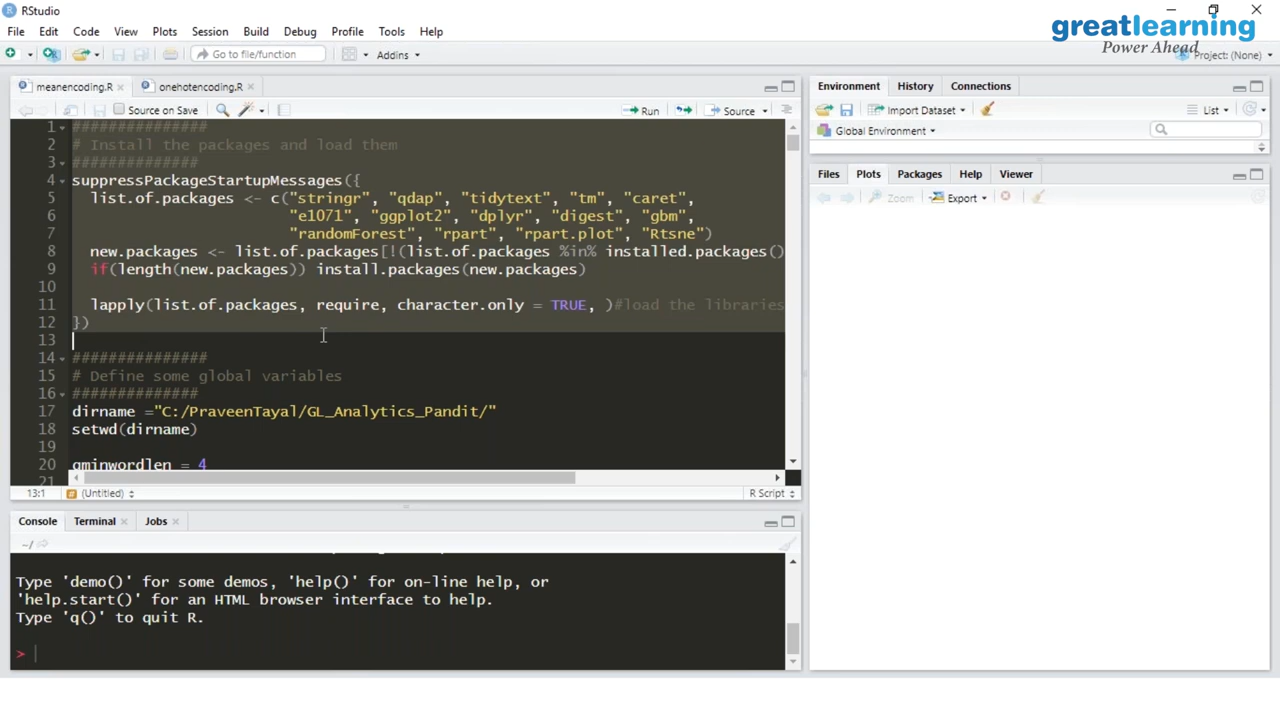 RStudio
File Edit Code View Plots Session Build Debug Profile Tools Help
greatlearning
Power Ahead
Go to file/function Addins
Project: (None)
meanencoding.R onehotencoding.R
Source on Save Run Source
1 ###############
2 # Install the packages and load them
3 ##############
4 suppressPackageStartupMessages({
5 list.of.packages <- c("stringr", "qdap", "tidytext", "tm", "caret",
6 "e1071", "ggplot2", "dplyr", "digest", "gbm",
7 "randomForest", "rpart", "rpart.plot", "Rtsne")
8 new.packages <- list.of.packages[!(list.of.packages %in% installed.packages()
9 if(length(new.packages)) install.packages(new.packages)
10
11 lapply(list.of.packages, require, character.only = TRUE, )#load the libraries
12 })
13
14 ###############
15 # Define some global variables
16 ##############
17 dirname ="C:/PraveenTayal/GL_Analytics_Pandit/"
18 setwd(dirname)
19
20 gminwordlen = 4
21
13:1 (Untitled) R Script
Console Terminal Jobs
~/
Type 'demo()' for some demos, 'help()' for on-line help, or
'help.start()' for an HTML browser interface to help.
Type 'q()' to quit R.
>
Environment History Connections
Import Dataset List
Global Environment
Files Plots Packages Help Viewer
Zoom Export